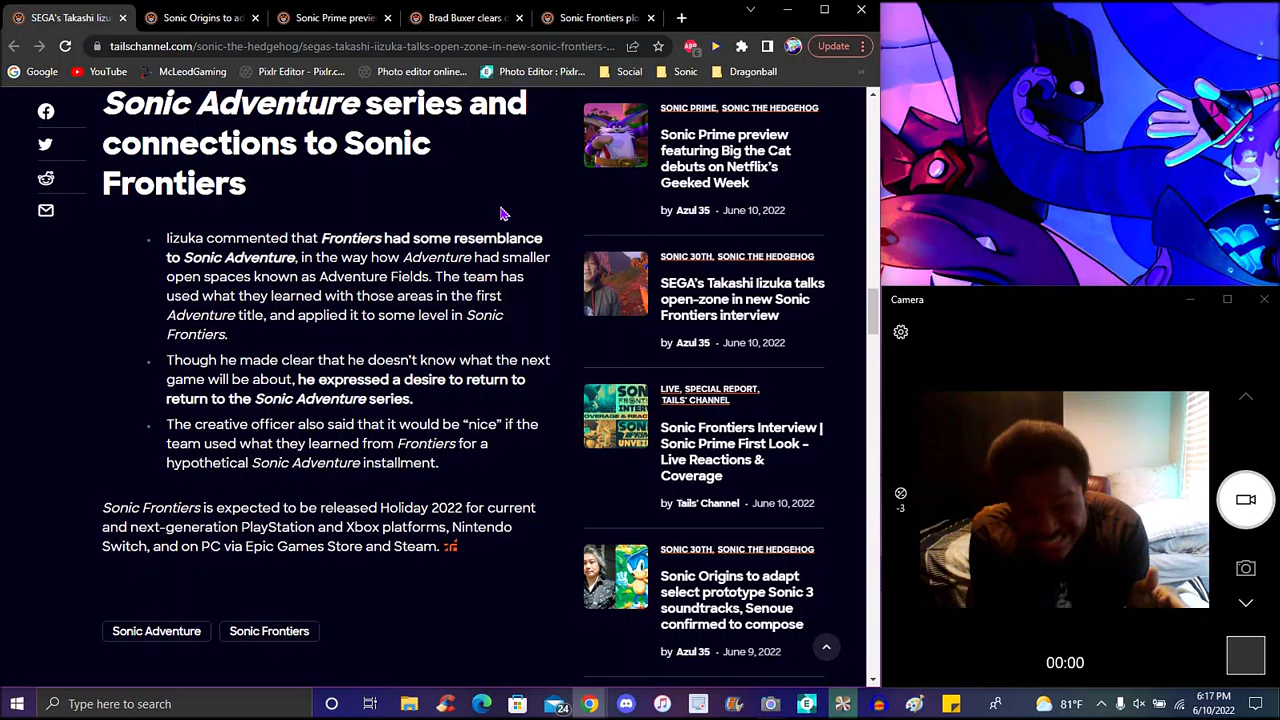 SEGA's Takashi Iizu
Sonic Origins to ad
Sonic Prime previe
Brad Buxer clears
Sonic Frontiers plo
tailschannel.com/sonic-the-hedgehog/segas-takashi-iizuka-talks-open-zone-in-new-sonic-frontiers-...
Update
Google
YouTube
McLeodGaming
Pixlr Editor - Pixlr.c...
Photo editor online...
Photo Editor : Pixlr...
Social
Sonic
Dragonball
Sonic Adventure series and
connections to Sonic
Frontiers
Iizuka commented that Frontiers had some resemblance
to Sonic Adventure, in the way how Adventure had smaller
open spaces known as Adventure Fields. The team has
used what they learned with those areas in the first
Adventure title, and applied it to some level in Sonic
Frontiers.
Though he made clear that he doesn't know what the next
game will be about, he expressed a desire to return to
return to the Sonic Adventure series.
The creative officer also said that it would be "nice" if the
team used what they learned from Frontiers for a
hypothetical Sonic Adventure installment.
Sonic Frontiers is expected to be released Holiday 2022 for current
and next-generation PlayStation and Xbox platforms, Nintendo
Switch, and on PC via Epic Games Store and Steam.
Sonic Adventure
Sonic Frontiers
SONIC PRIME, SONIC THE HEDGEHOG
Sonic Prime preview
featuring Big the Cat
debuts on Netflix's
Geeked Week
by Azul 35 • June 10, 2022
SONIC 30TH, SONIC THE HEDGEHOG
SEGA's Takashi Iizuka talks
open-zone in new Sonic
Frontiers interview
by Azul 35 • June 10, 2022
LIVE, SPECIAL REPORT,
TAILS' CHANNEL
Sonic Frontiers Interview |
Sonic Prime First Look –
Live Reactions &
Coverage
by Tails' Channel • June 10, 2022
SONIC 30TH, SONIC THE HEDGEHOG
Sonic Origins to adapt
select prototype Sonic 3
soundtracks, Senoue
confirmed to compose
by Azul 35 • June 9, 2022
Camera
-3
00:00
Type here to search
24
81°F
6:17 PM
6/10/2022